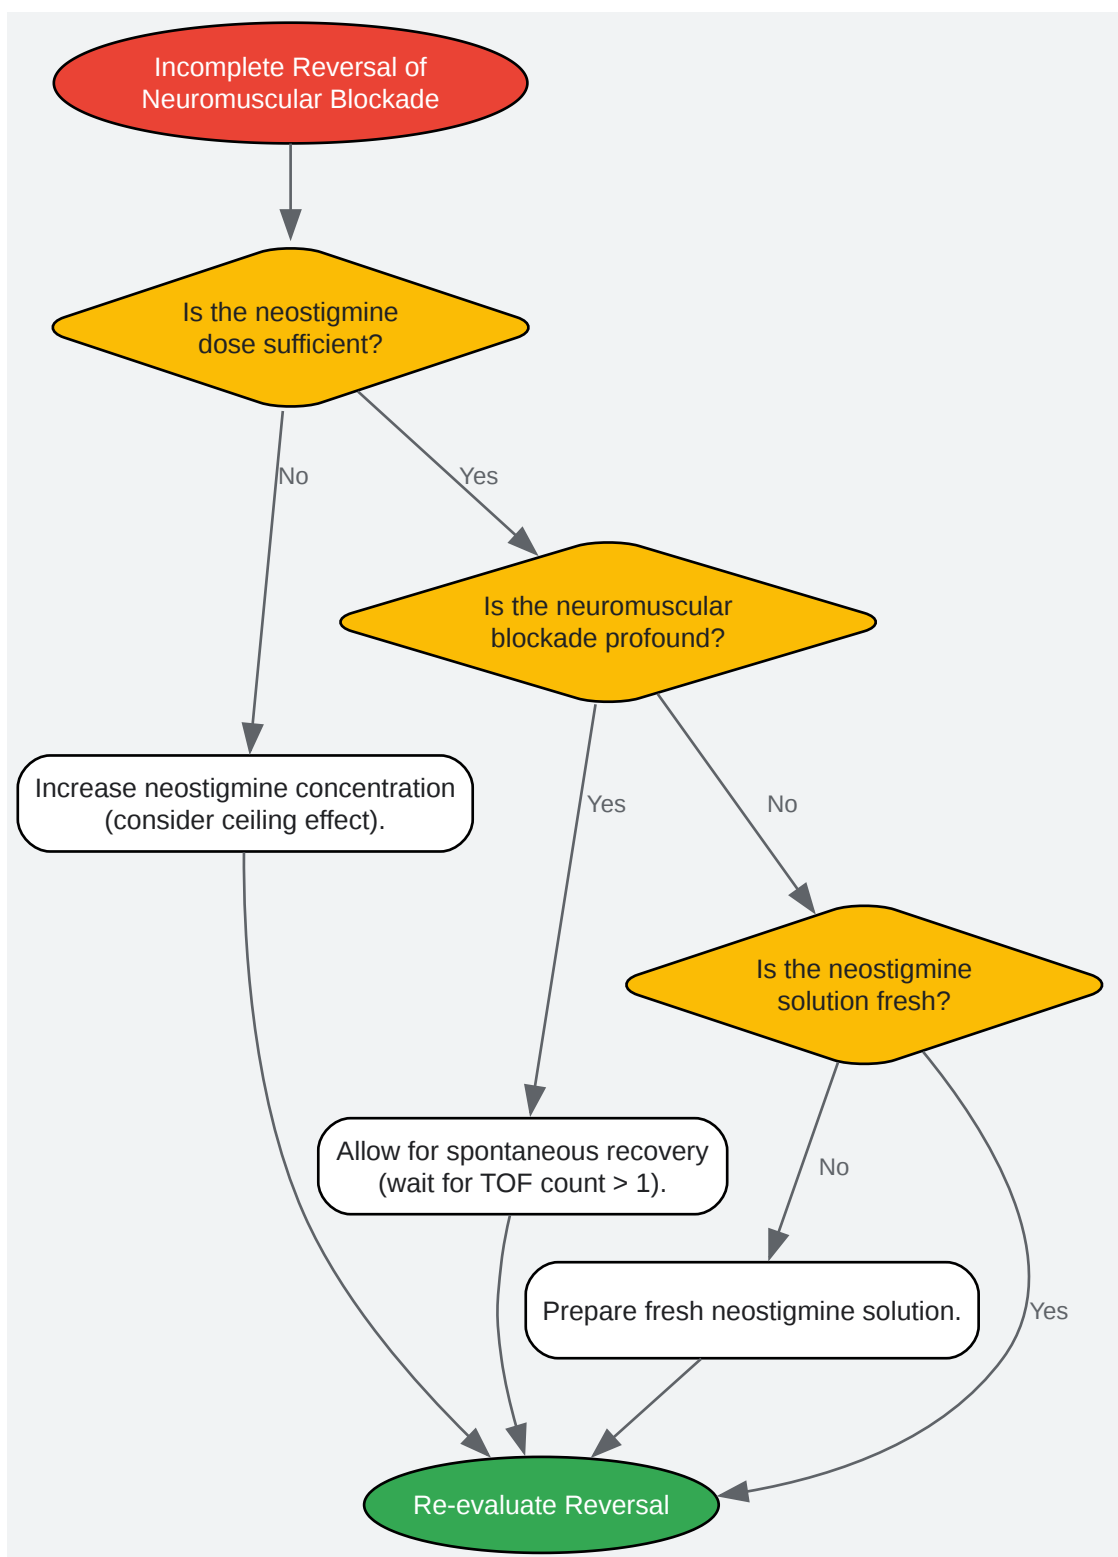 Incomplete Reversal of
Neuromuscular Blockade
Is the neostigmine
dose sufficient?
No
Yes
Is the neuromuscular
blockade profound?
Increase neostigmine concentration
(consider ceiling effect).
Yes
No
Is the neostigmine
solution fresh?
Allow for spontaneous recovery
(wait for TOF count > 1).
No
Prepare fresh neostigmine solution.
Yes
Re-evaluate Reversal